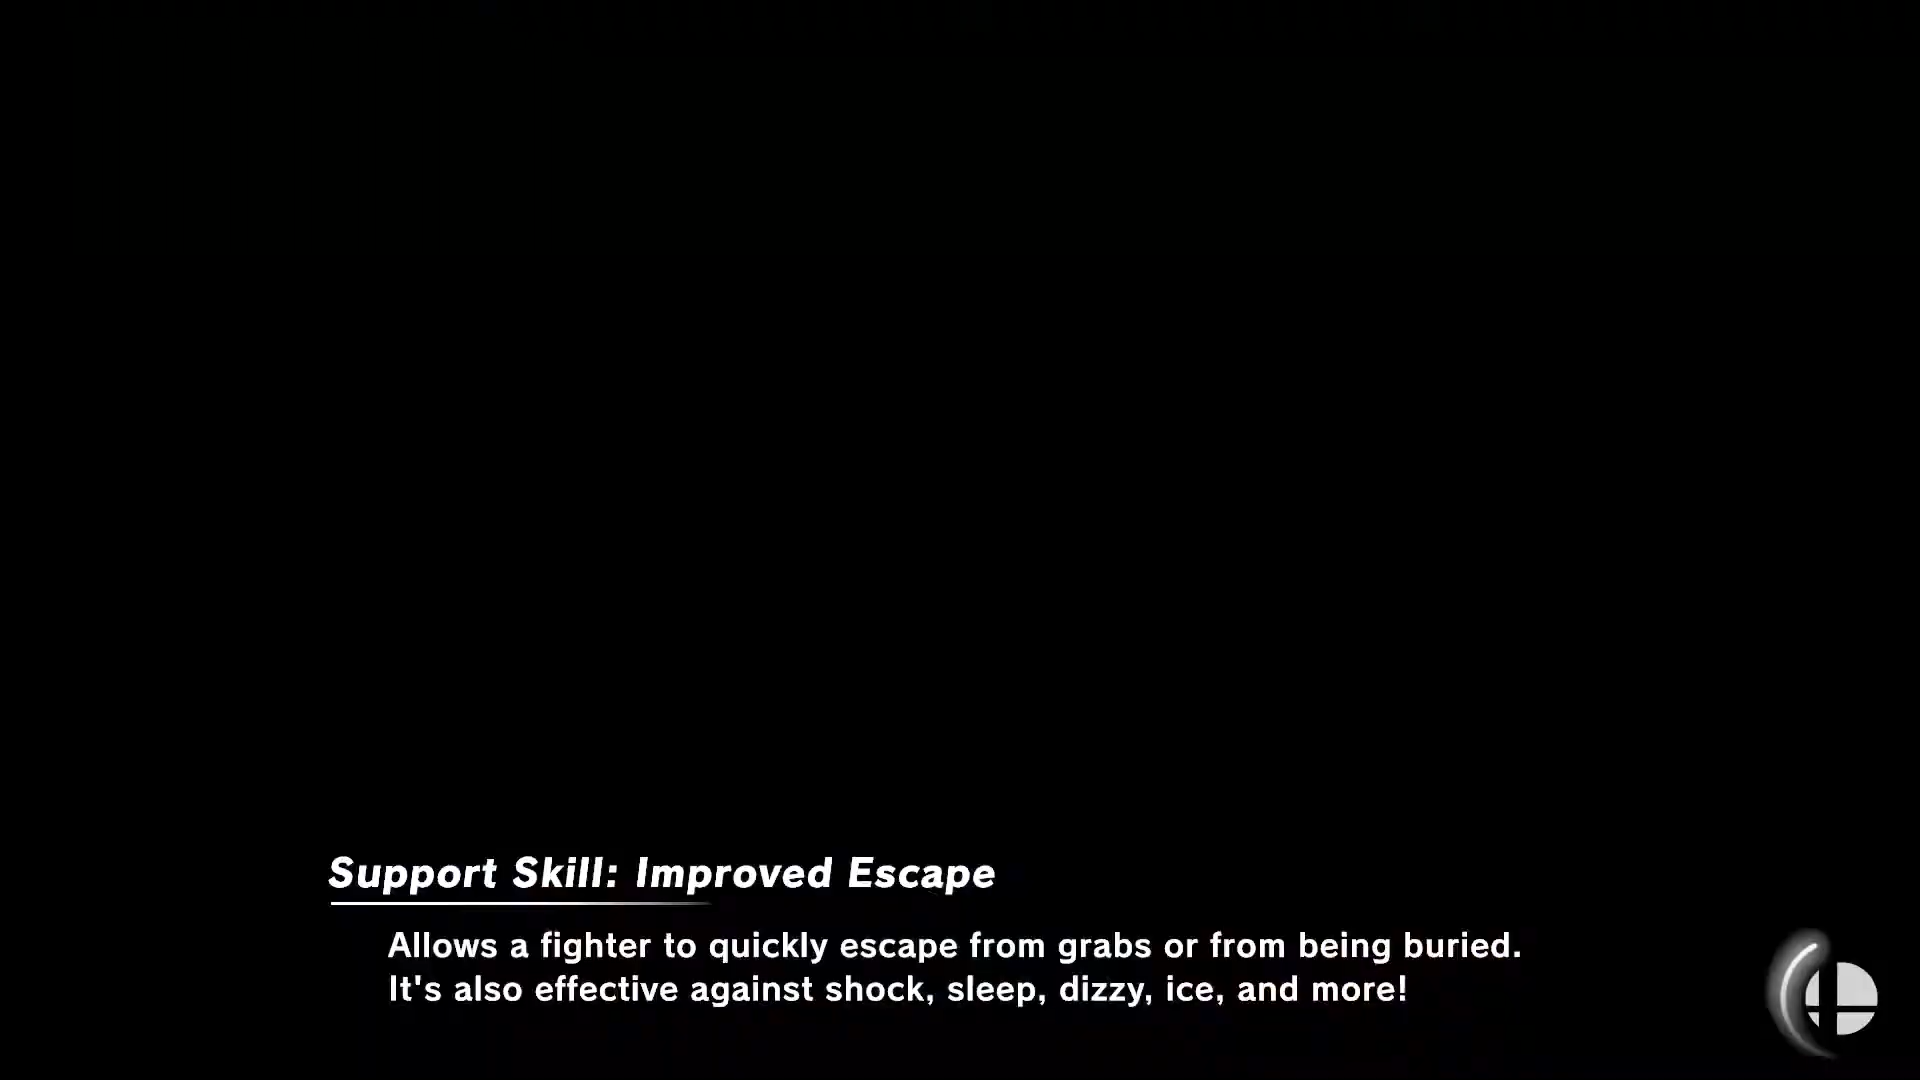 Support Skill: Improved Escape
Allows a fighter to quickly escape from grabs or from being buried.
It's also effective against shock, sleep, dizzy, ice, and more!